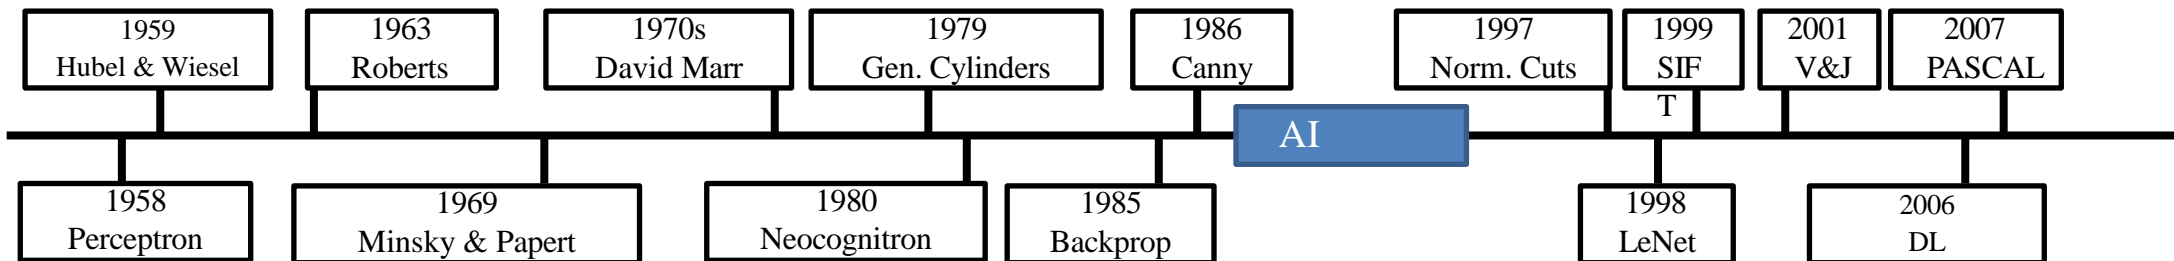 1959
Hubel & Wiesel
1963
Roberts
1970s
David Marr
1979
Gen. Cylinders
1986
Canny
1997
Norm. Cuts
1999
SIF
T
2001
V&J
2007
PASCAL
AI
1958
Perceptron
1969
Minsky & Papert
1980
Neocognitron
1985
Backprop
1998
LeNet
2006
DL